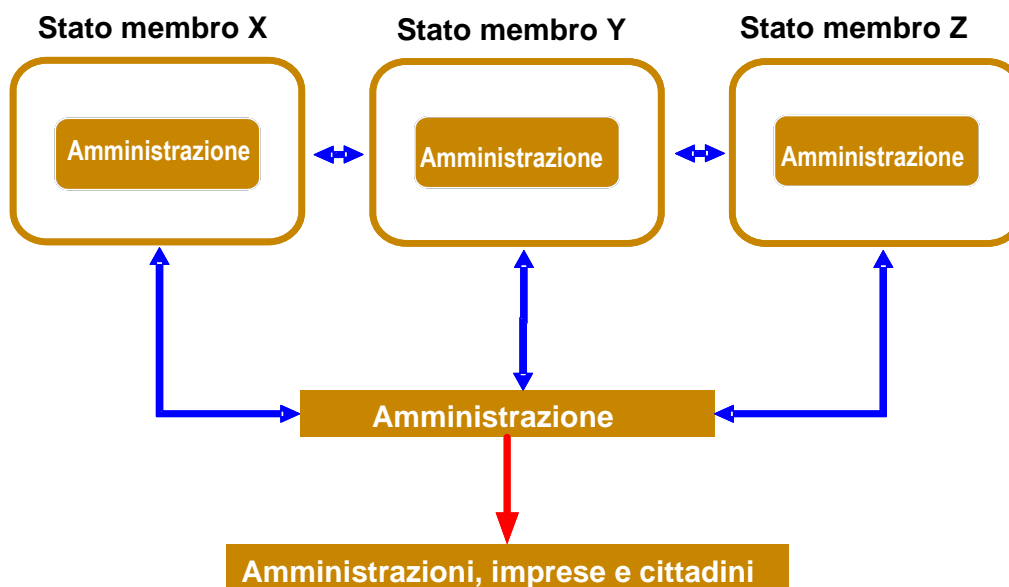 Stato membro X
Stato membro Y
Stato membro Z
Amministrazione
Amministrazione
Amministrazione
Amministrazione
Amministrazioni, imprese e cittadini